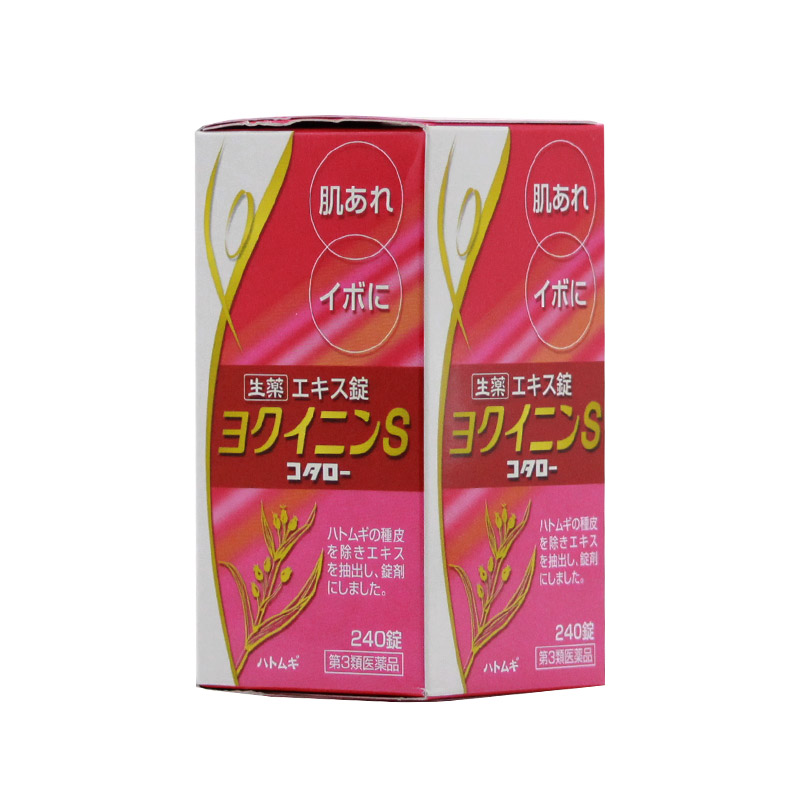 肌あれ
イボに
生薬 エキス錠
ヨクイニンS
コタロー
ハトムギの種皮
を除きエキス
を抽出し、錠剤
にしました。
240錠
ハトムギ
第3類医薬品
肌あれ
イボに
生薬 エキス錠
ヨクイニンS
コタロー
ハトムギの種皮
を除きエキス
を抽出し、錠剤
にしました。
240錠
ハトムギ
第3類医薬品